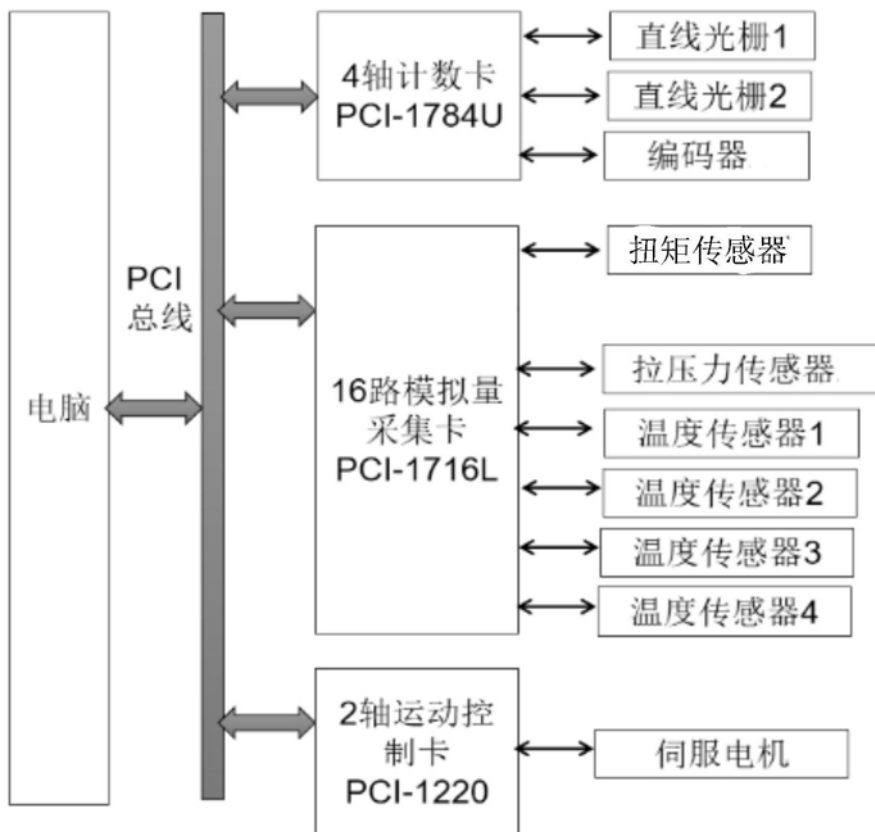 电脑
PCI
总线
4轴计数卡
PCI-1784U
直线光栅1
直线光栅2
编码器
16路模拟量
采集卡
PCI-1716L
扭矩传感器
拉压力传感器
温度传感器1
温度传感器2
温度传感器3
温度传感器4
2轴运动控
制卡
PCI-1220
伺服电机